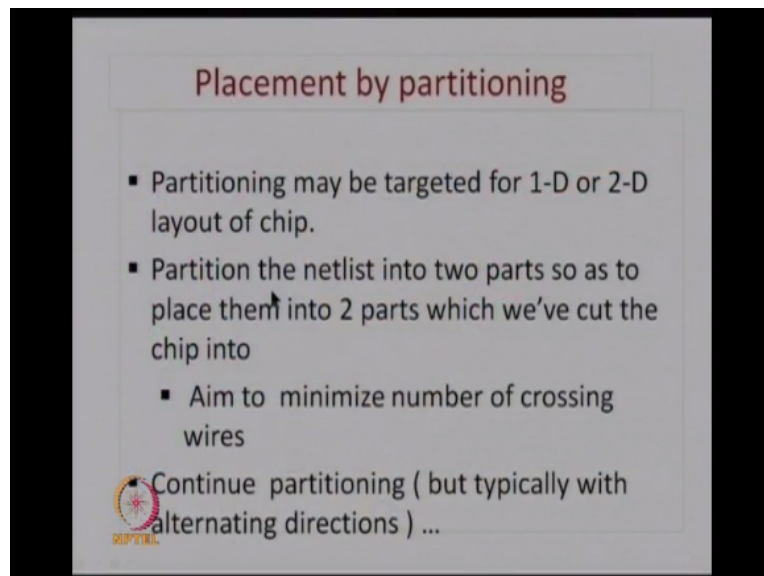 Placement by partitioning
▪ Partitioning may be targeted for 1-D or 2-D
layout of chip.
▪ Partition the netlist into two parts so as to
place them into 2 parts which we've cut the
chip into
▪ Aim to minimize number of crossing
wires
▪ Continue partitioning ( but typically with
alternating directions ) ...
NPTEL